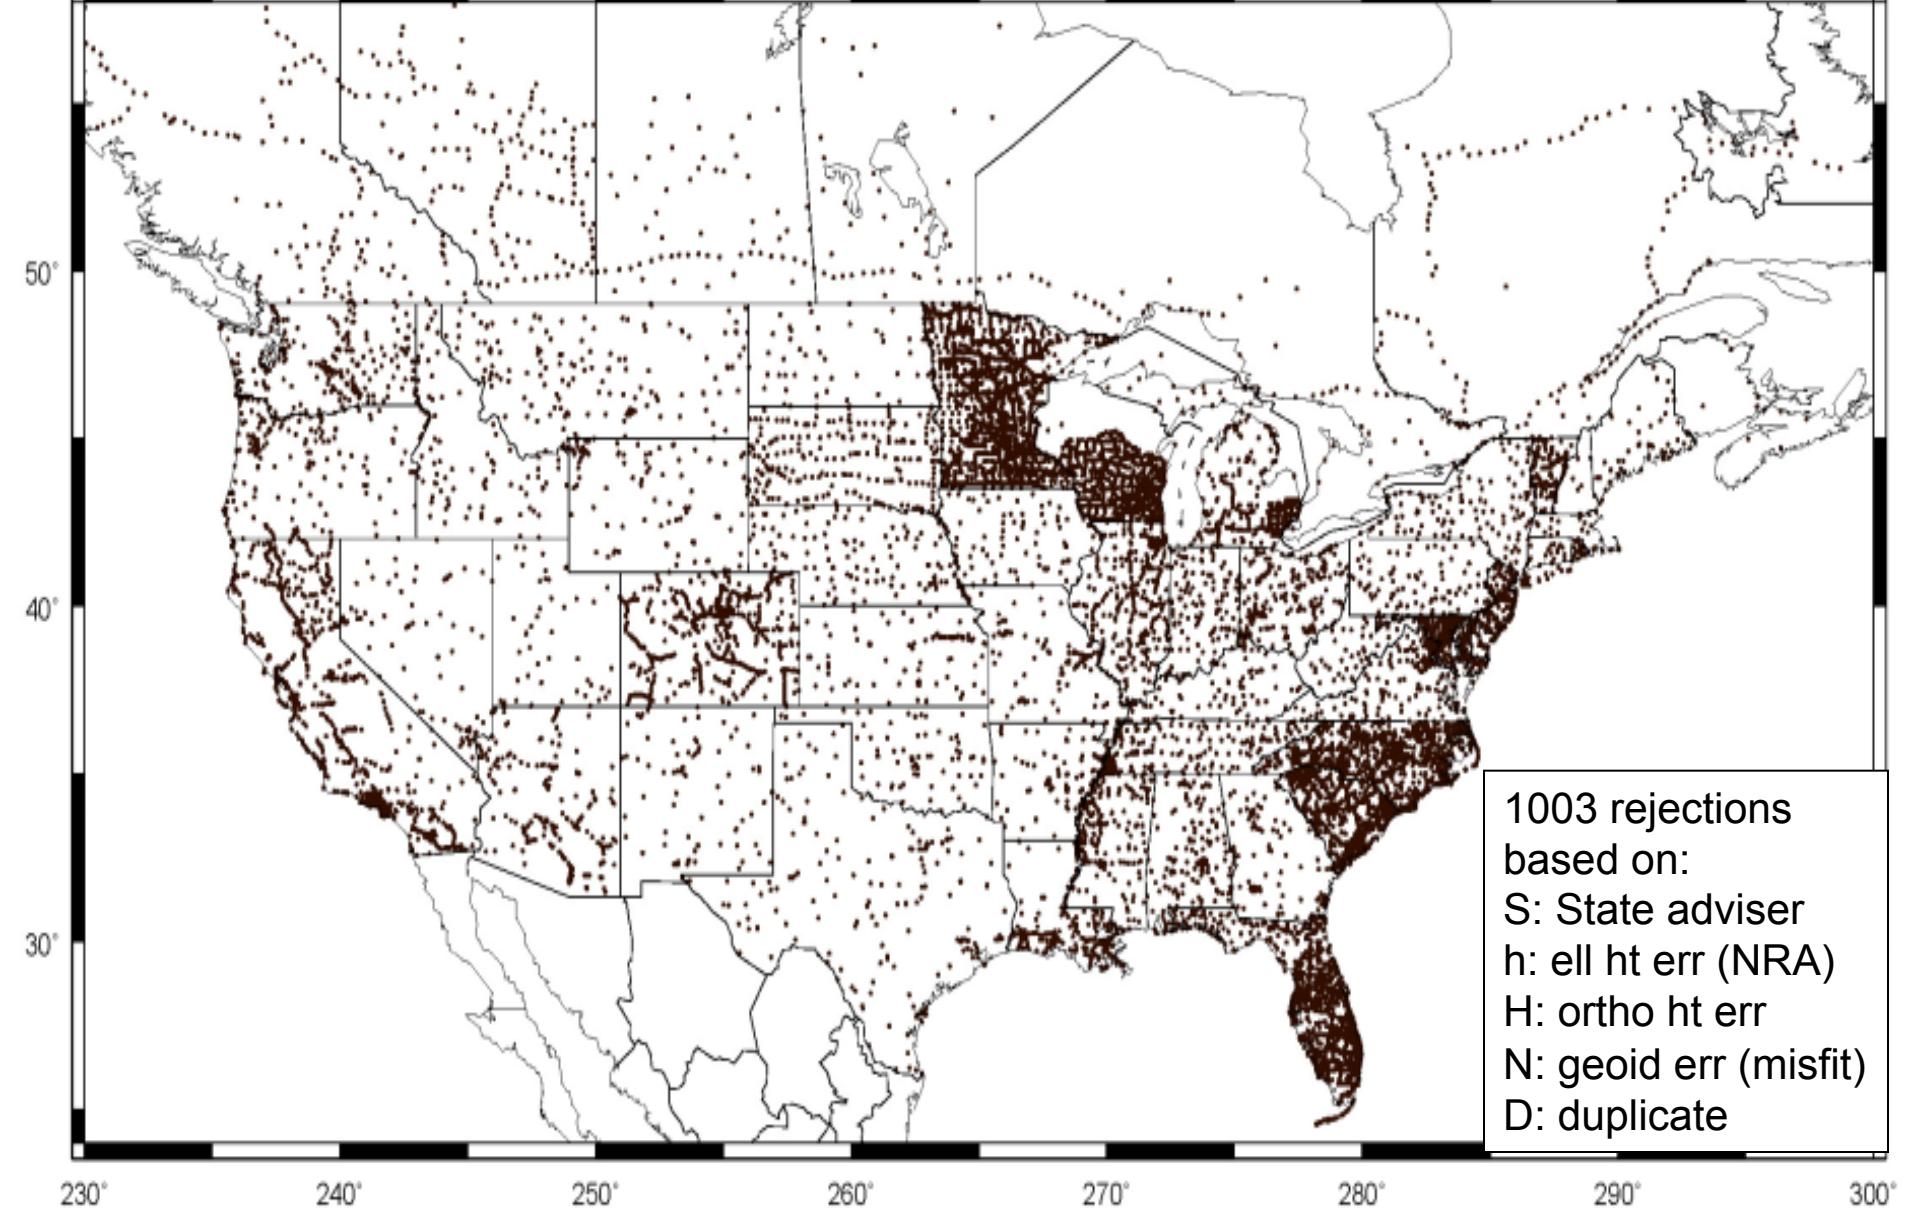 50°
40°
30°
1003 rejections
based on:
S: State adviser
h: ell ht err (NRA)
H: ortho ht err
N: geoid err (misfit)
D: duplicate
230° 240° 250° 260° 270° 280° 290° 300°